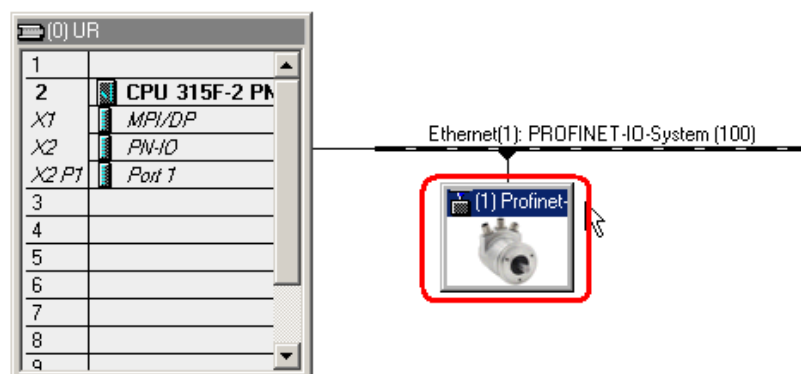 (0) UR
1
2 CPU 315F-2 PN
X1 MPI/DP
X2 PN-IO
X2 P1 Port 1
3
4
5
6
7
8
9
Ethernet(1): PROFINET-IO-System (100)
(1) Profinet-